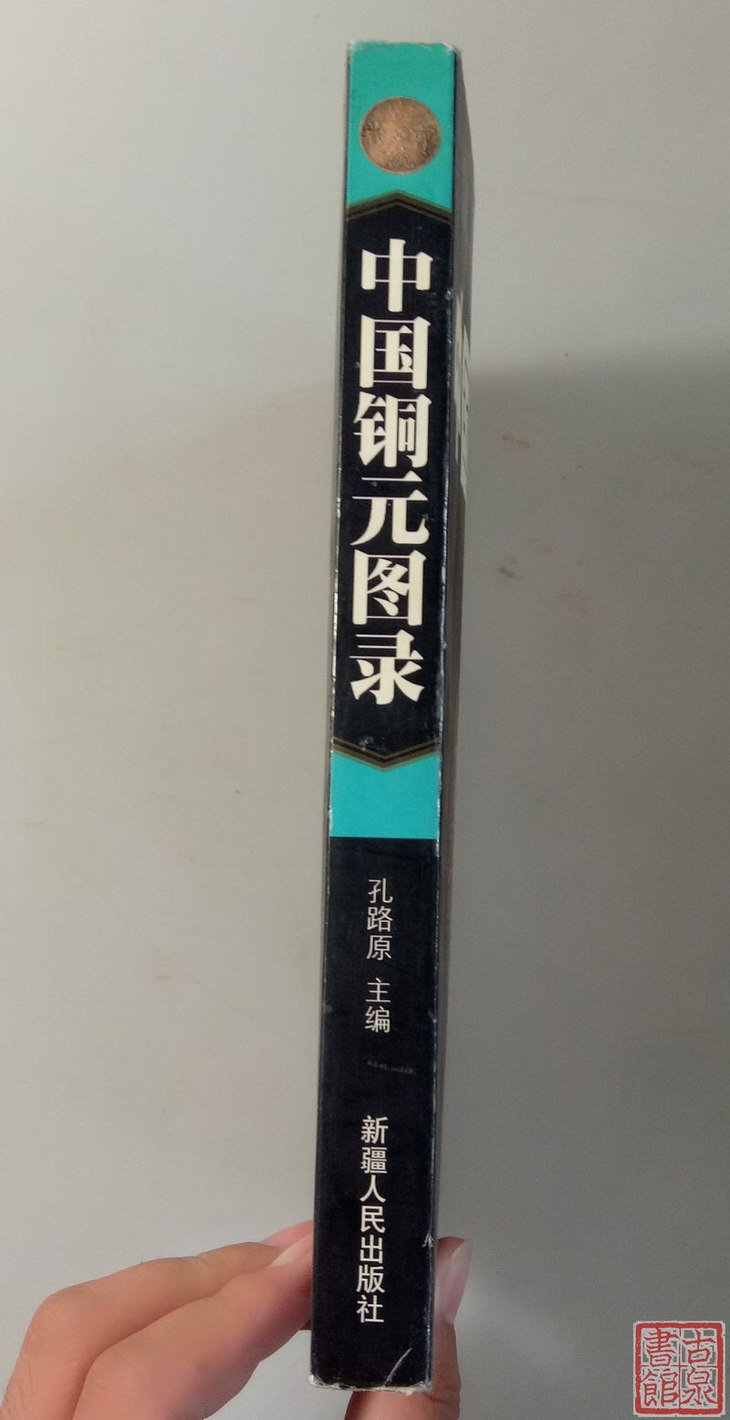 中国铜元图录
孔路原 主编
新疆人民出版社
古泉
書館